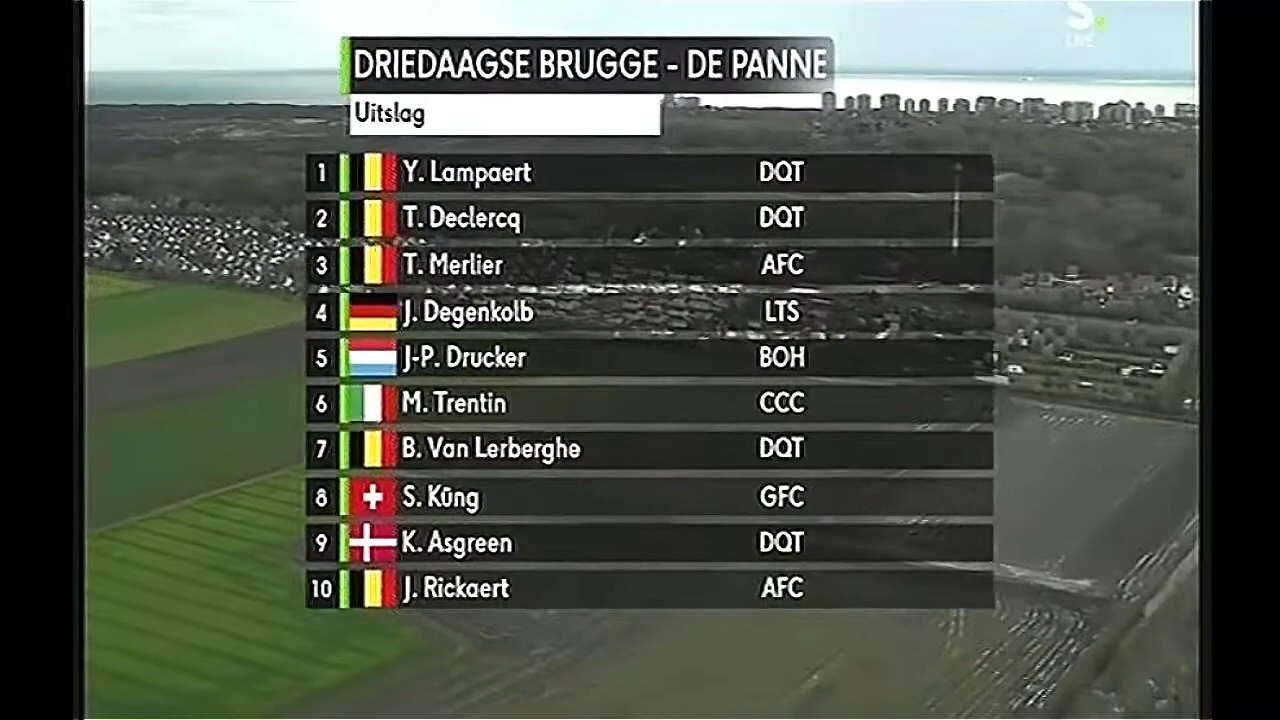 S.
LIVE
DRIEDAAGSE BRUGGE - DE PANNE
Uitslag
1 Y. Lampaert DQT
2 T. Declercq DQT
3 T. Merlier AFC
4 J. Degenkolb LTS
5 J-P. Drucker BOH
6 M. Trentin CCC
7 B. Van Lerberghe DQT
8 S. Küng GFC
9 K. Asgreen DQT
10 J. Rickaert AFC